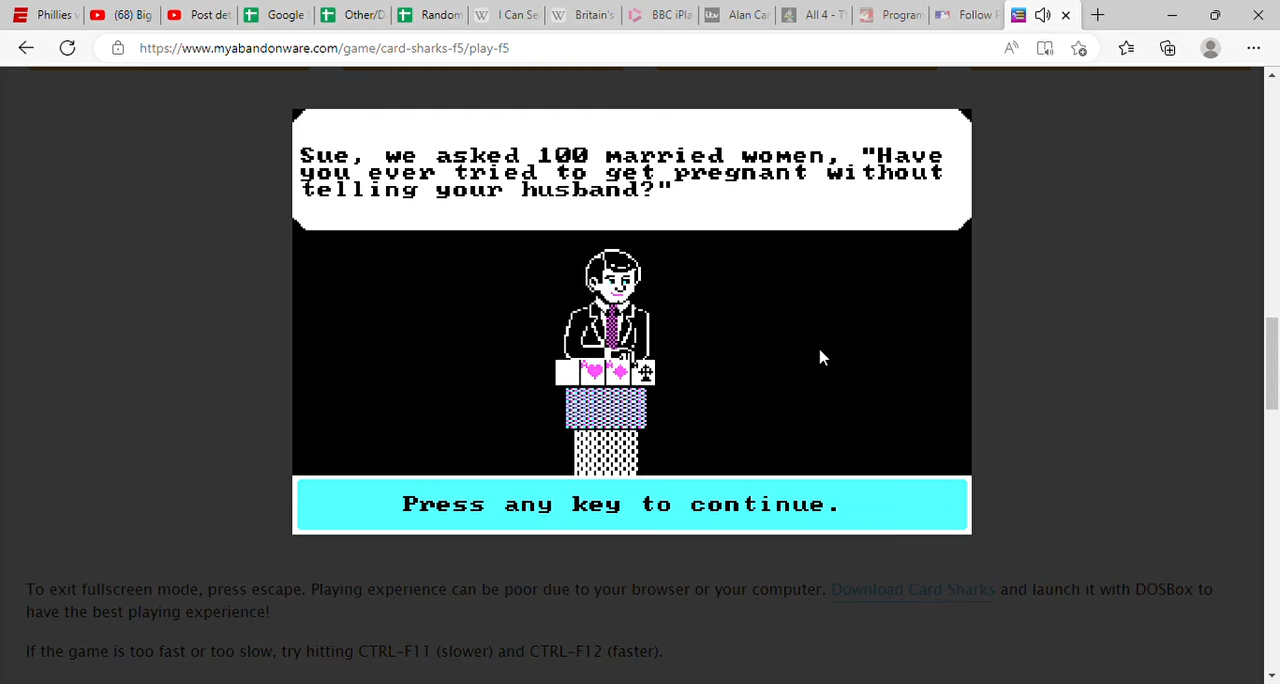 Phillies v
(68) Big
Post det
Google
Other/D
Random
I Can Se
Britain's
BBC iPla
Alan Car
All 4 - T
Program
Follow F
https://www.myabandonware.com/game/card-sharks-f5/play-f5
Sue, we asked 100 married women, "Have
you ever tried to get pregnant without
telling your husband?"
Press any key to continue.
To exit fullscreen mode, press escape. Playing experience can be poor due to your browser or your computer. Download Card Sharks and launch it with DOSBox to
have the best playing experience!
If the game is too fast or too slow, try hitting CTRL-F11 (slower) and CTRL-F12 (faster).